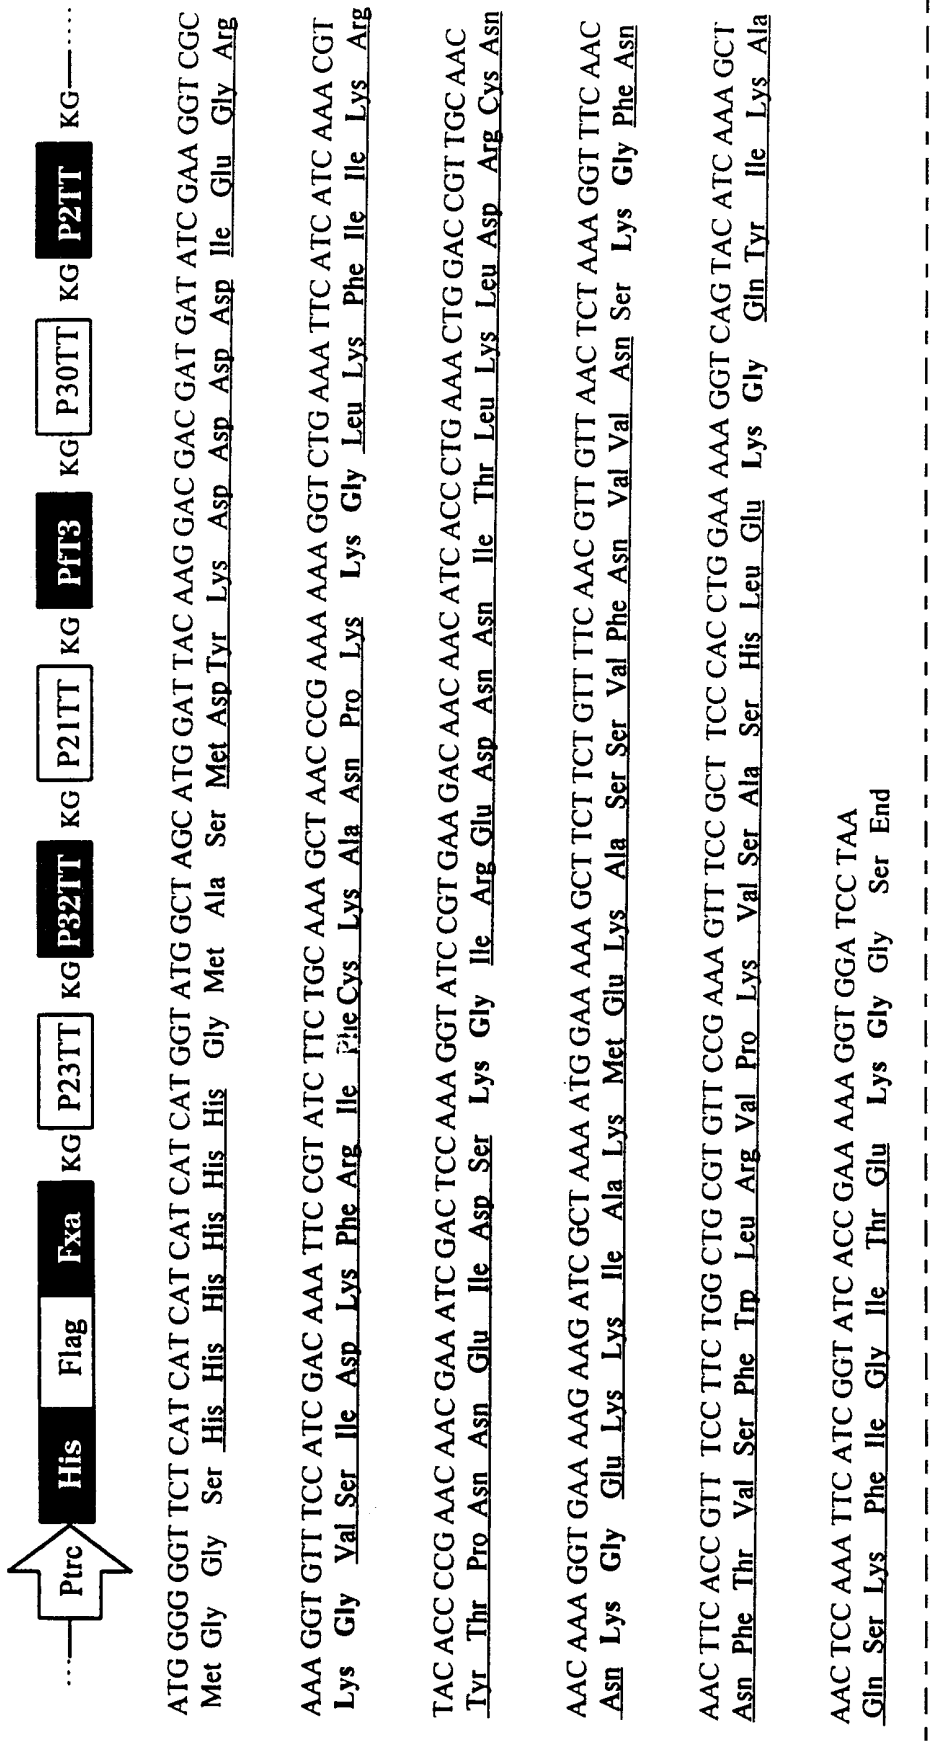 Ptrc His Flag Fxa KG P23TT KG P32TT KG P21TT KG PfT3 KG P30TT KG P2TT KG
ATG GGG GGT TCT CAT CAT CAT CAT CAT CAT GGT ATG GCT AGC ATG GAT TAC AAG GAC GAC GAT GAT ATC GAA GGT CGC
Met Gly Gly Ser His His His His His His Gly Met Ala Ser Met Asp Tyr Lys Asp Asp Asp Asp Ile Glu Gly Arg
AAA GGT GTT TCC ATC GAC AAA TTC CGT ATC TTC TGC AAA GCT AAC CCG AAA AAA GGT CTG AAA TTC ATC ATC AAA CGT
Lys Gly Val Ser Ile Asp Lys Phe Arg Ile Phe Cys Lys Ala Asn Pro Lys Lys Gly Leu Lys Phe Ile Ile Lys Arg
TAC ACC CCG AAC AAC GAA ATC GAC TCC AAA GGT ATC CGT GAA GAC AAC AAC ATC ACC CTG AAA CTG GAC CGT TGC AAC
Tyr Thr Pro Asn Asn Glu Ile Asp Ser Lys Gly Ile Arg Glu Asp Asn Asn Ile Thr Leu Lys Leu Asp Arg Cys Asn
AAC AAA GGT GAA AAG AAG ATC GCT AAA ATG GAA AAA GCT TCT TCT GTT TTC AAC GTT GTT AAC TCT AAA GGT TTC AAC
Asn Lys Gly Glu Lys Lys Ile Ala Lys Met Glu Lys Ala Ser Ser Val Phe Asn Val Val Asn Ser Lys Gly Phe Asn
AAC TTC ACC GTT TCC TTC TGG CTG CGT GTT CCG AAA GTT TCC GCT TCC CAC CTG GAA AAA GGT CAG TAC ATC AAA GCT
Asn Phe Thr Val Ser Phe Trp Leu Arg Val Pro Lys Val Ser Ala Ser His Leu Glu Lys Gly Gln Tyr Ile Lys Ala
AAC TCC AAA TTC ATC GGT ATC ACC GAA AAA GGT GGA TCC TAA
Gln Ser Lys Phe Ile Gly Ile Thr Glu Lys Gly Gly Ser End